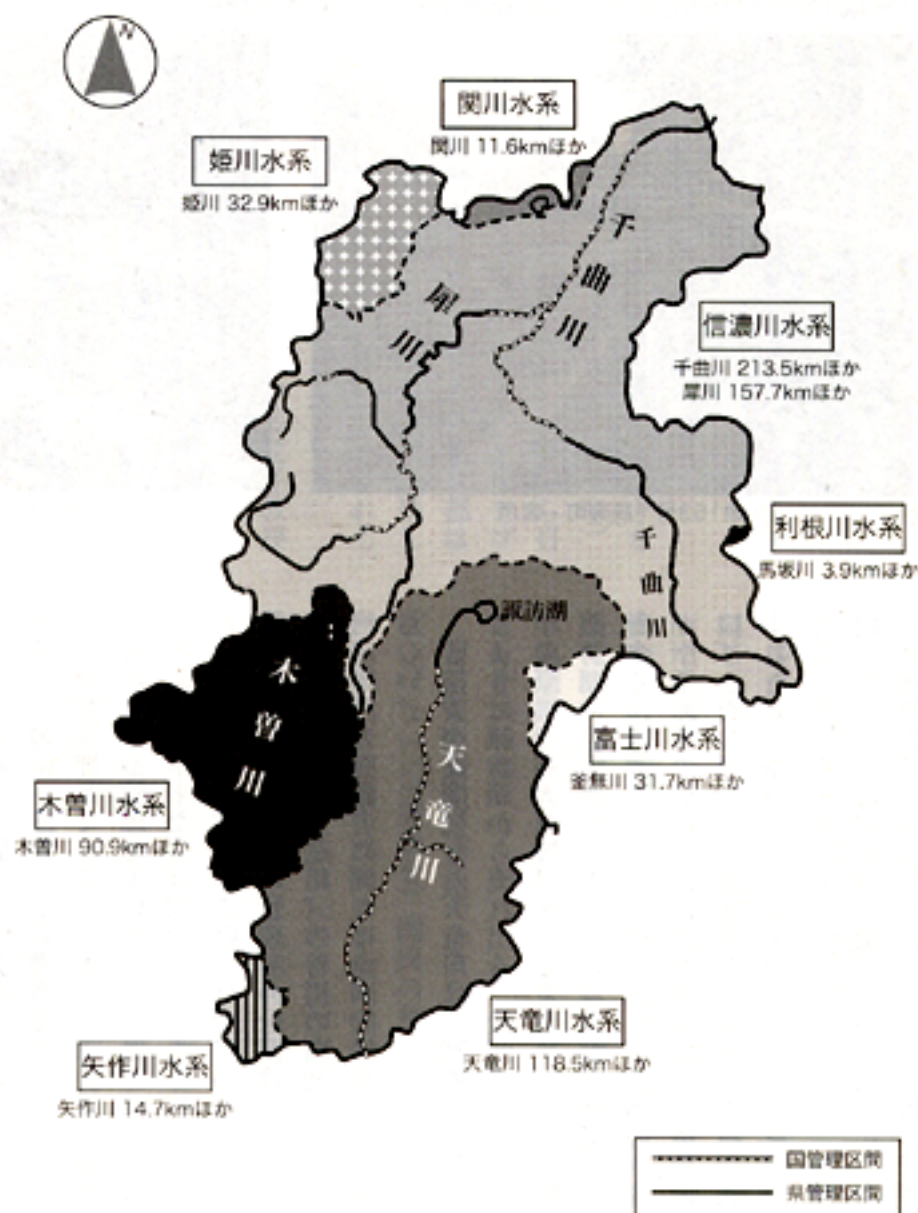 N
関川水系
関川 11.6kmほか
姫川水系
姫川 32.9kmほか
千曲川
犀川
信濃川水系
千曲川 213.5kmほか
犀川 157.7kmほか
利根川水系
馬坂川 3.9kmほか
千曲川
諏訪湖
木曽川
富士川水系
釜無川 31.7kmほか
天竜川
木曽川水系
木曽川 90.9kmほか
天竜川水系
天竜川 118.5kmほか
矢作川水系
矢作川 14.7kmほか
国管理区間
県管理区間